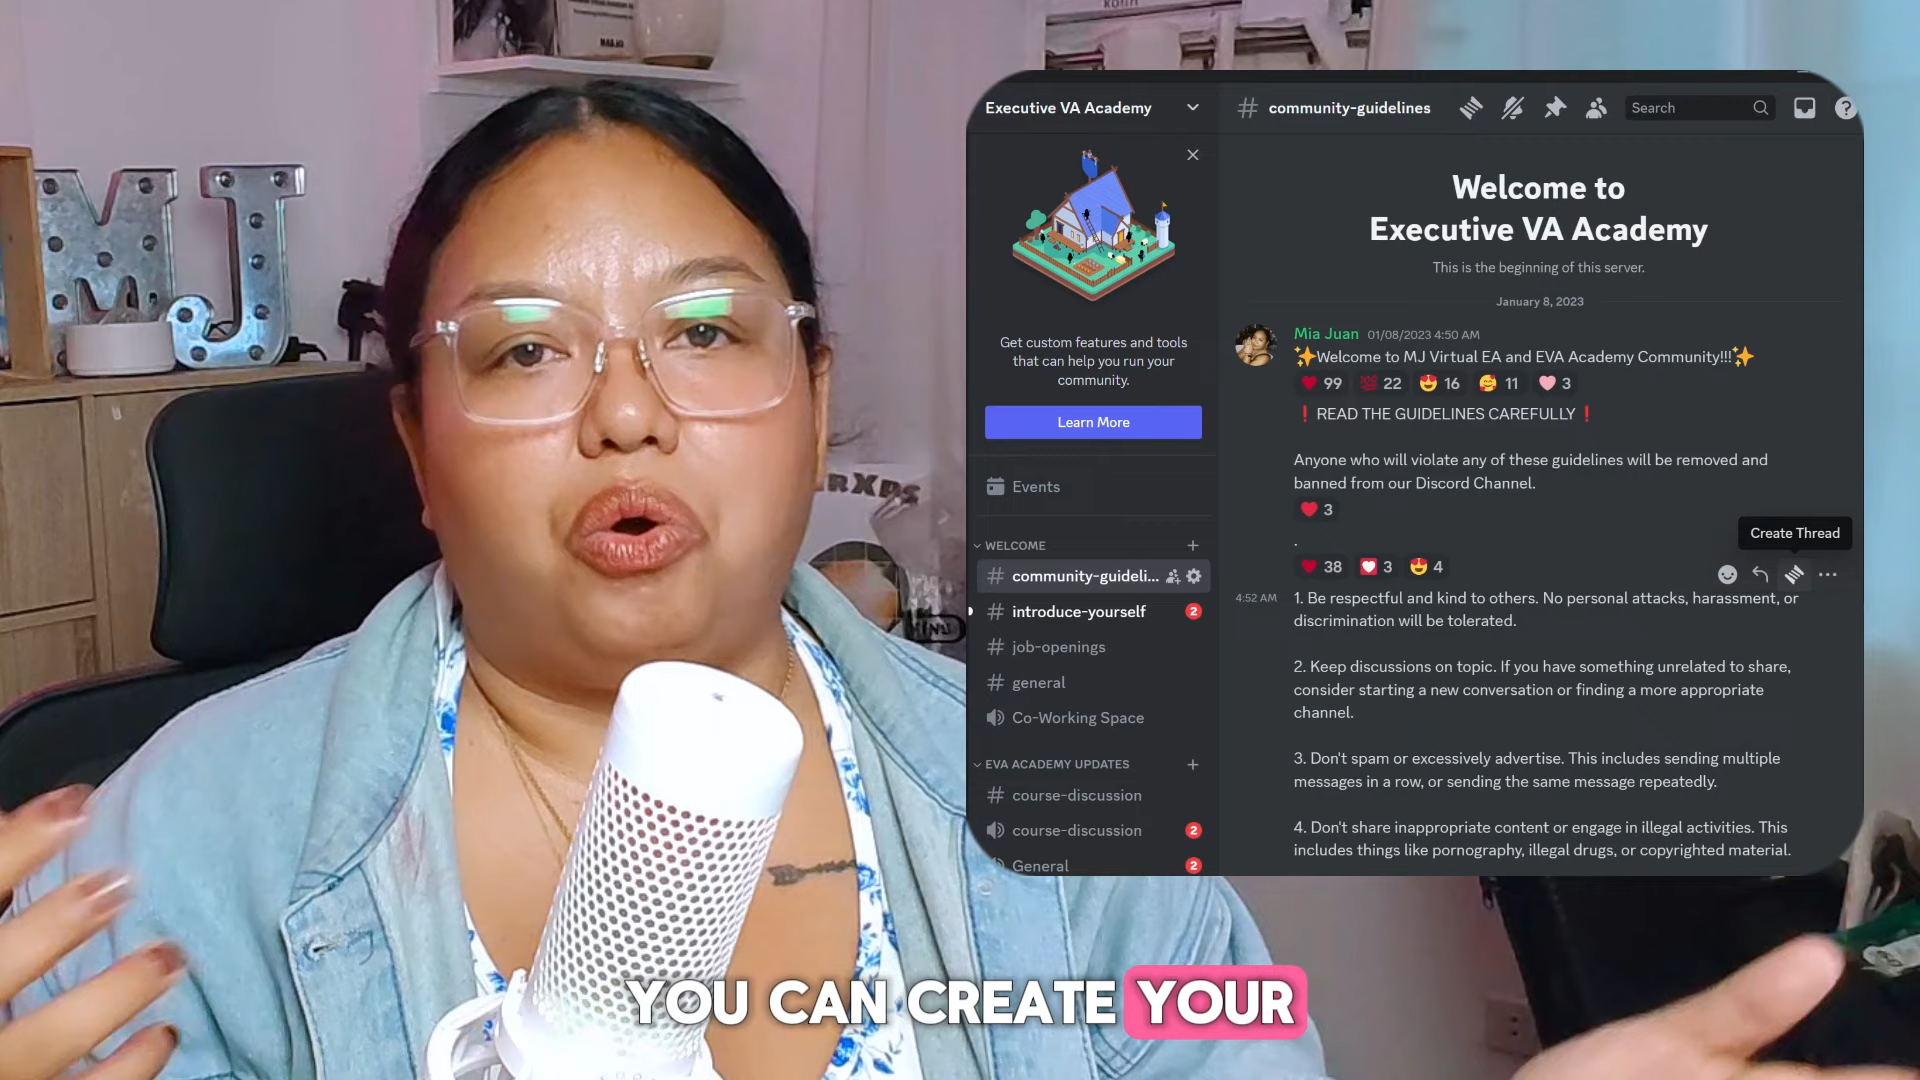 MJ
Executive VA Academy
community-guidelines
Search
?
Welcome to
Executive VA Academy
This is the beginning of this server.
January 8, 2023
Get custom features and tools
that can help you run your
community.
Learn More
Events
WELCOME
community-guideli...
introduce-yourself 2
job-openings
general
Co-Working Space
EVA ACADEMY UPDATES
course-discussion
course-discussion 2
General 2
Mia Juan 01/08/2023 4:50 AM
✨Welcome to MJ Virtual EA and EVA Academy Community!!!✨
❤️ 99 💯 22 😍 16 🥰 11 🩷 3
❗READ THE GUIDELINES CAREFULLY❗
Anyone who will violate any of these guidelines will be removed and
banned from our Discord Channel.
❤️ 3
.
Create Thread
❤️ 38 💟 3 😍 4
4:52 AM 1. Be respectful and kind to others. No personal attacks, harassment, or
discrimination will be tolerated.
2. Keep discussions on topic. If you have something unrelated to share,
consider starting a new conversation or finding a more appropriate
channel.
3. Don't spam or excessively advertise. This includes sending multiple
messages in a row, or sending the same message repeatedly.
4. Don't share inappropriate content or engage in illegal activities. This
includes things like pornography, illegal drugs, or copyrighted material.
YOU CAN CREATE YOUR